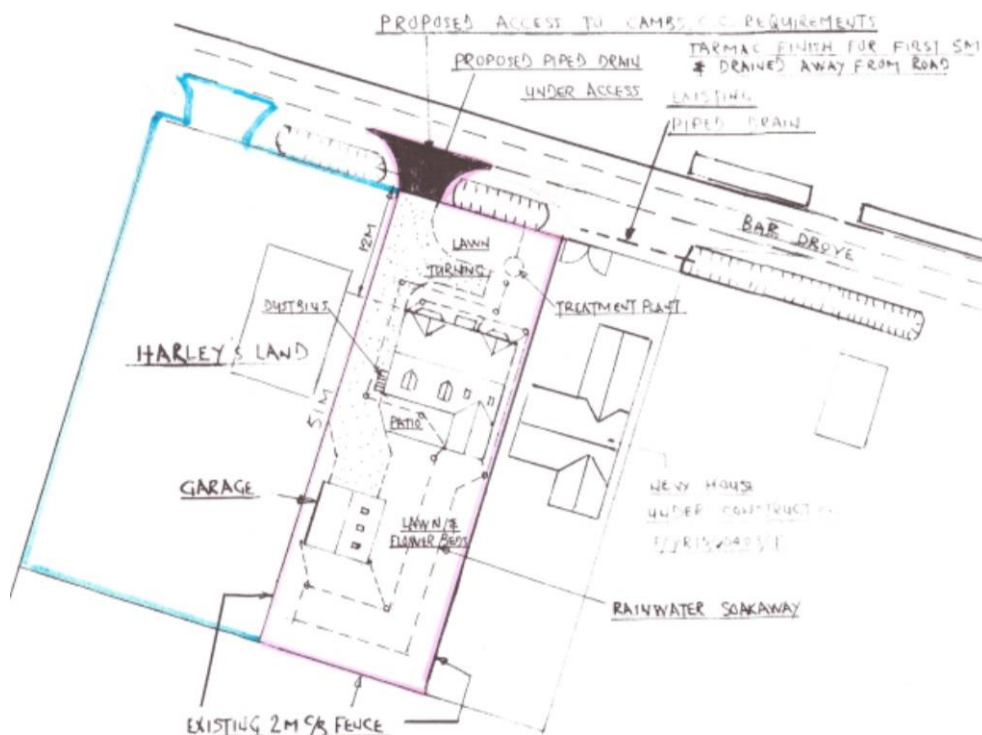 PROPOSED ACCESS TO CAMBS. C.C. REQUIREMENTS
TARMAC FINISH FOR FIRST 5M
& DRAINED AWAY FROM ROAD
PROPOSED PIPED DRAIN
UNDER ACCESS
EXISTING
PIPED DRAIN
BAR DROVE
12M
LAWN
TURNING
TREATMENT PLANT
DUSTBINS
HARLEY'S LAND
51M
PATIO
GARAGE
LAWN/&
FLOWER BEDS
NEW HOUSE
UNDER CONSTRUCT
RAINWATER SOAKAWAY
EXISTING 2M C/B FENCE